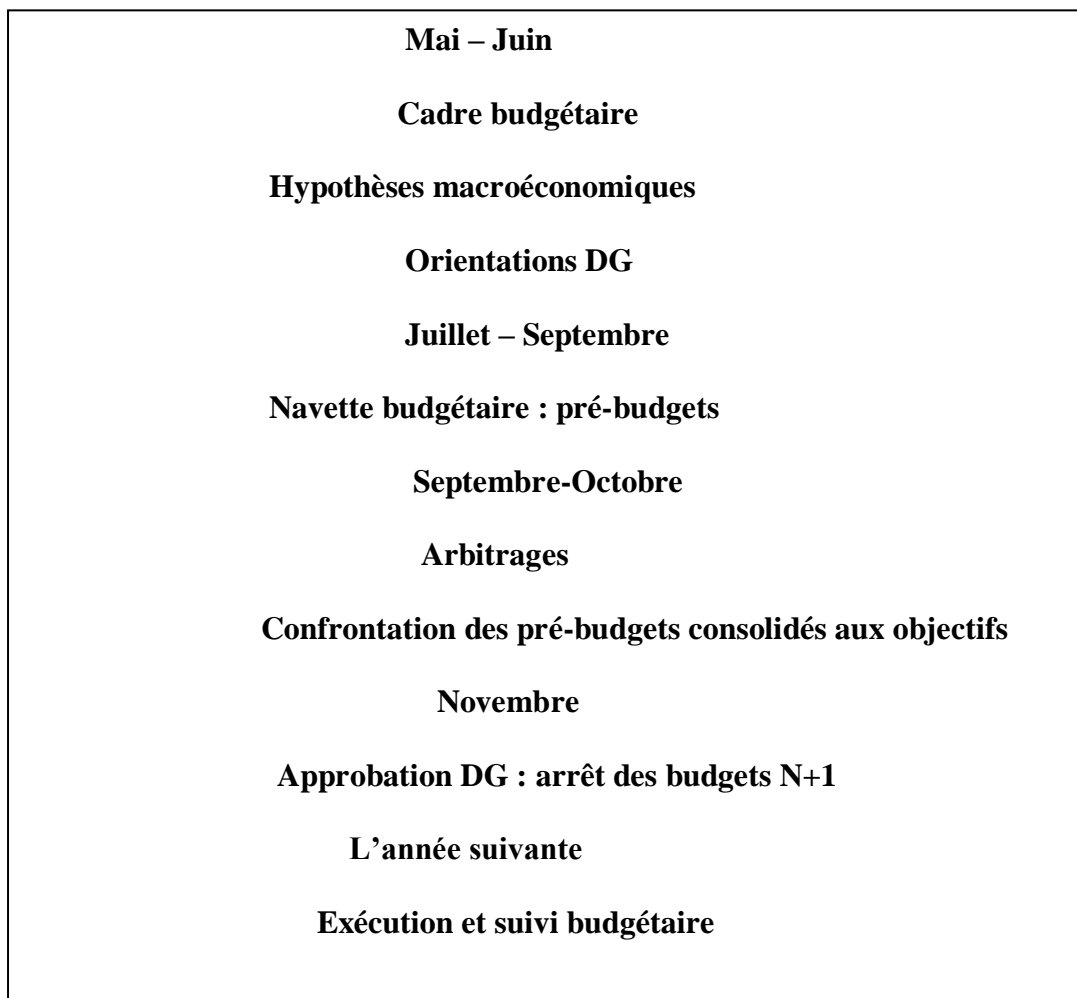 Mai – Juin
Cadre budgétaire
Hypothèses macroéconomiques
Orientations DG
Juillet – Septembre
Navette budgétaire : pré-budgets
Septembre-Octobre
Arbitrages
Confrontation des pré-budgets consolidés aux objectifs
Novembre
Approbation DG : arrêt des budgets N+1
L’année suivante
Exécution et suivi budgétaire